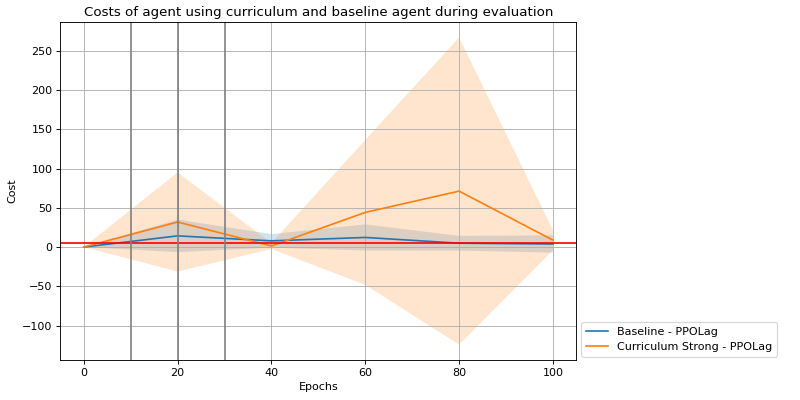 Costs of agent using curriculum and baseline agent during evaluation
Cost
250
200
150
100
50
0
−50
−100
0 20 40 60 80 100
Epochs
Baseline - PPOLag
Curriculum Strong - PPOLag